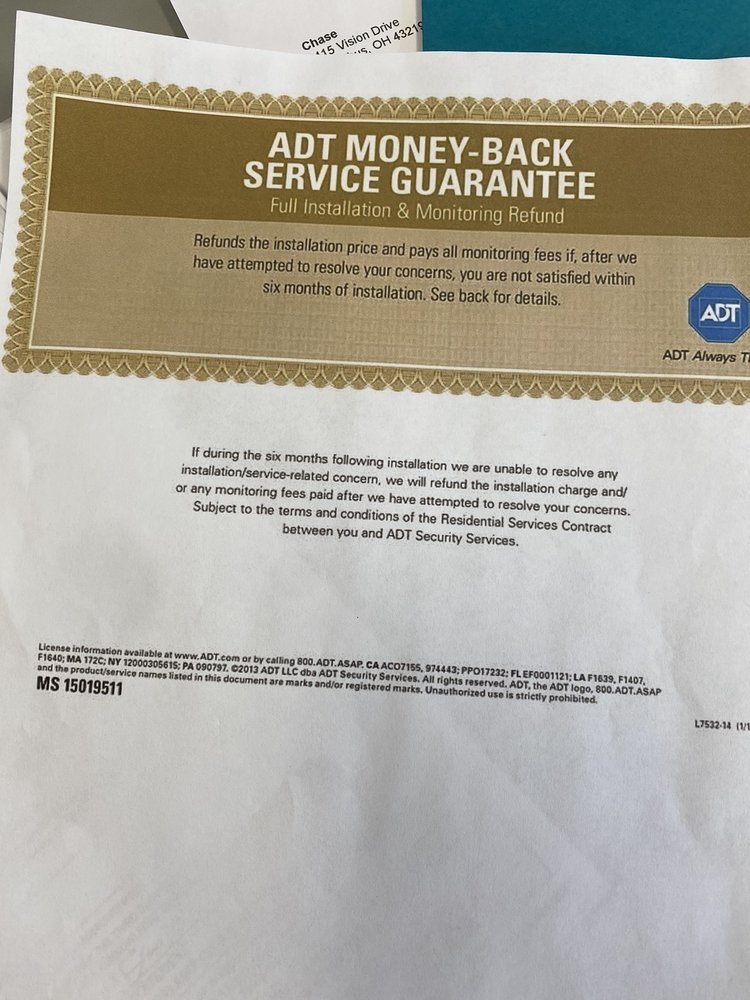 Chase
15 Vision Drive
OH 43219
ADT MONEY-BACK
SERVICE GUARANTEE
Full Installation & Monitoring Refund
Refunds the installation price and pays all monitoring fees if, after we
have attempted to resolve your concerns, you are not satisfied within
six months of installation. See back for details.
ADT
ADT Always
If during the six months following installation we are unable to resolve any
installation/service-related concern, we will refund the installation charge and/
or any monitoring fees paid after we have attempted to resolve your concerns.
Subject to the terms and conditions of the Residential Services Contract
between you and ADT Security Services.
License information available at www.ADT.com or by calling 800.ADT.ASAP. CA ACO7155, 974443; PPO17232; FL EF0001121; LA F1639, F1407,
F1640; MA 172C; NY 12000305615; PA 090797. ©2013 ADT LLC dba ADT Security Services. All rights reserved. ADT, the ADT logo, 800.ADT.ASAP
and the product/service names listed in this document are marks and/or registered marks. Unauthorized use is strictly prohibited.
MS 15019511
L7532-14 (1/1